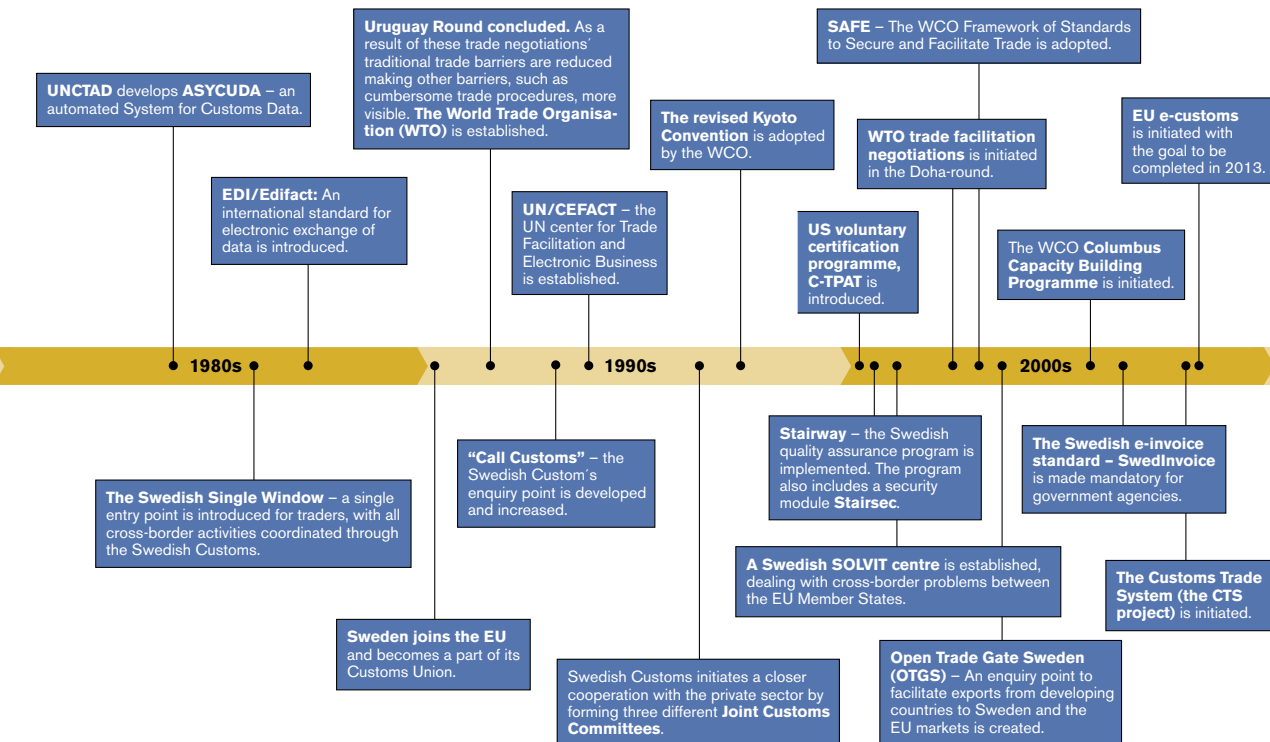 UNCTAD develops ASYCUDA – an
automated System for Customs Data.
EDI/Edifact: An
international standard for
electronic exchange of
data is introduced.
Uruguay Round concluded. As a
result of these trade negotiations´
traditional trade barriers are reduced
making other barriers, such as
cumbersome trade procedures, more
visible. The World Trade Organisa-
tion (WTO) is established.
UN/CEFACT – the
UN center for Trade
Facilitation and
Electronic Business
is established.
The revised Kyoto
Convention is adopted
by the WCO.
SAFE – The WCO Framework of Standards
to Secure and Facilitate Trade is adopted.
WTO trade facilitation
negotiations is initiated
in the Doha-round.
US voluntary
certification
programme,
C-TPAT is
introduced.
The WCO Columbus
Capacity Building
Programme is initiated.
EU e-customs
is initiated with
the goal to be
completed in 2013.
1980s
1990s
2000s
The Swedish Single Window – a single
entry point is introduced for traders, with all
cross-border activities coordinated through
the Swedish Customs.
Sweden joins the EU
and becomes a part of its
Customs Union.
“Call Customs” – the
Swedish Custom´s
enquiry point is developed
and increased.
Swedish Customs initiates a closer
cooperation with the private sector by
forming three different Joint Customs
Committees.
Stairway – the Swedish
quality assurance program is
implemented. The program
also includes a security
module Stairsec.
A Swedish SOLVIT centre is established,
dealing with cross-border problems between
the EU Member States.
Open Trade Gate Sweden
(OTGS) – An enquiry point to
facilitate exports from developing
countries to Sweden and the
EU markets is created.
The Swedish e-invoice
standard – SwedInvoice
is made mandatory for
government agencies.
The Customs Trade
System (the CTS
project) is initiated.